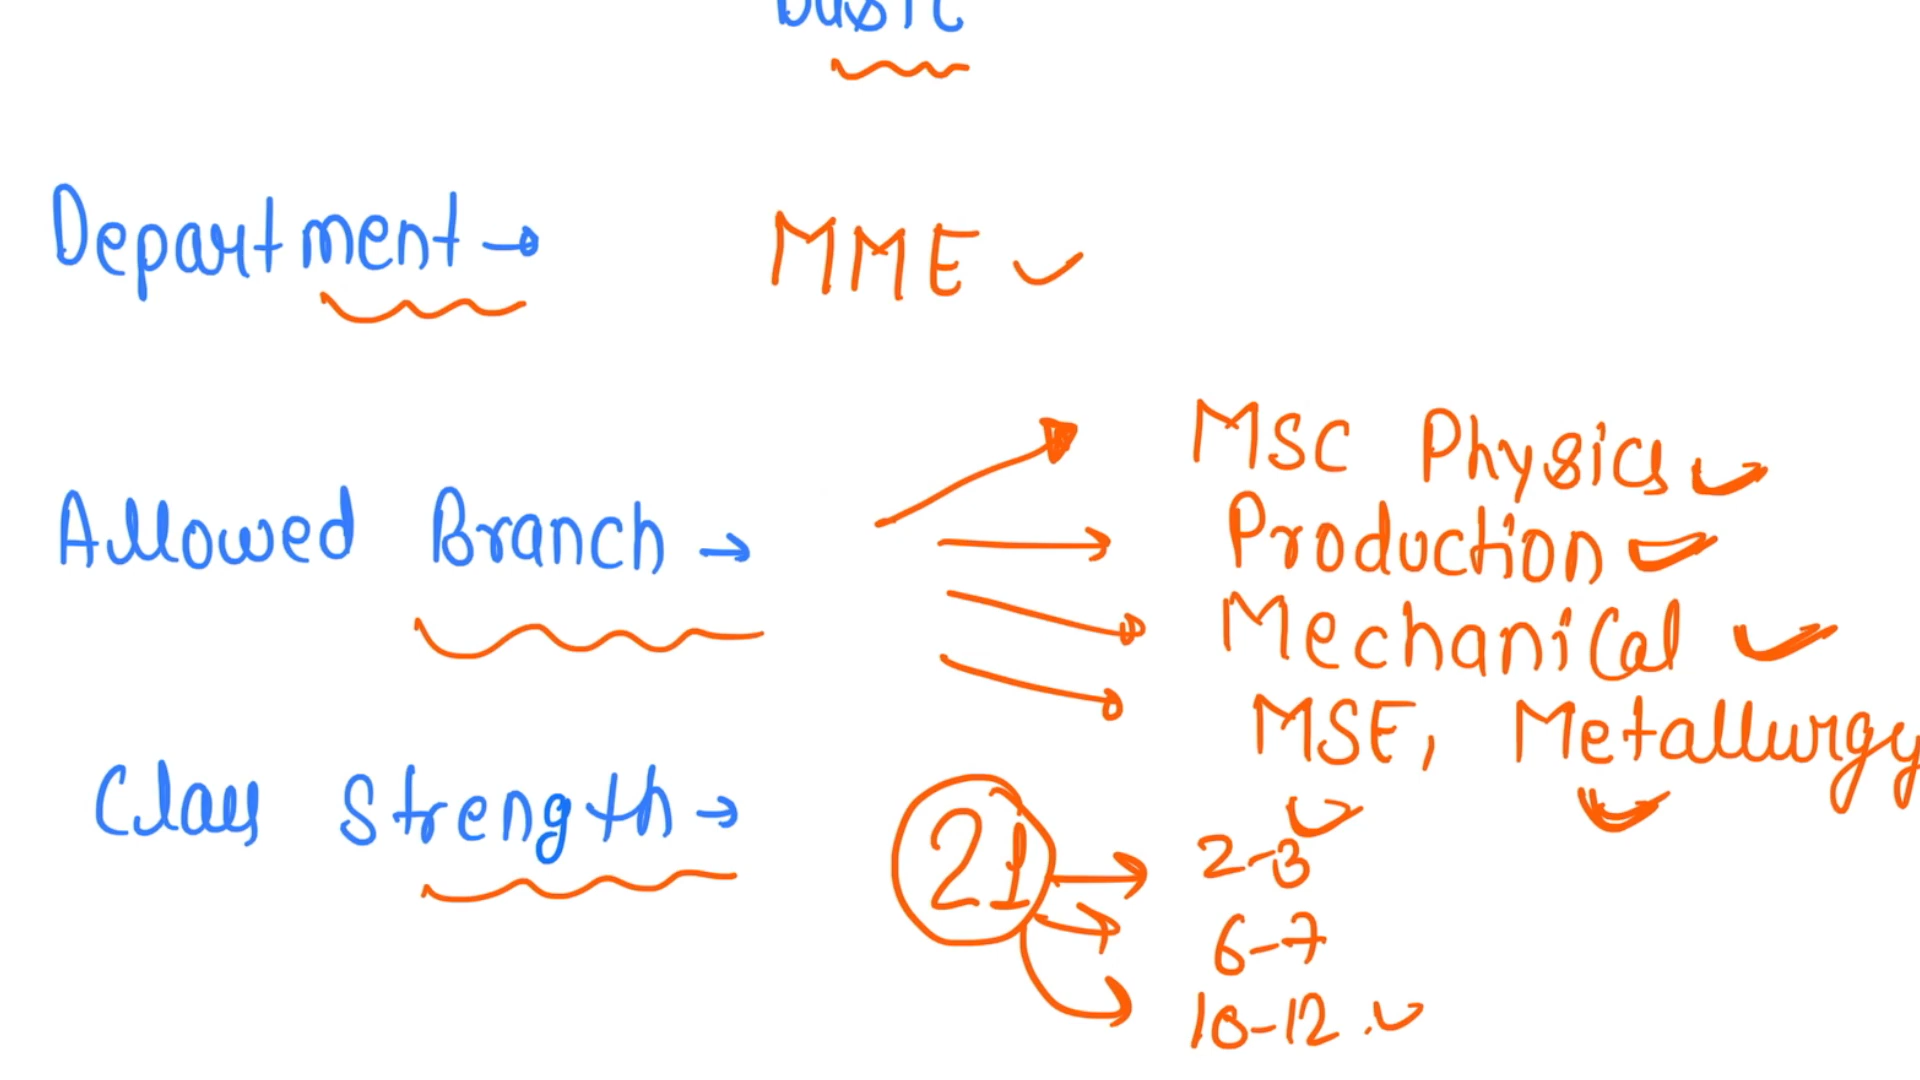 Basic
Department → MME
MSC Physics
Production
Allowed Branch → Mechanical
MSE, Metallurgy
Class Strength → 21
2-3
6-7
10-12